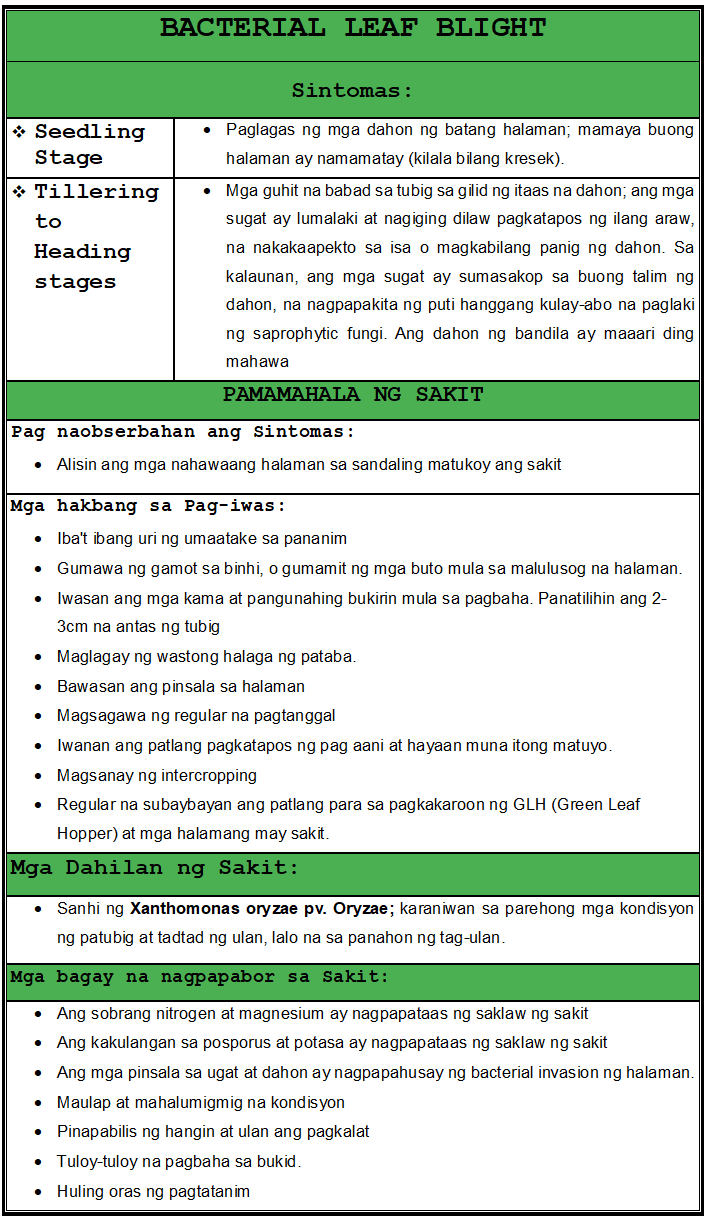 BACTERIAL LEAF BLIGHT
Sintomas:
❖ Seedling
Stage
• Paglagas ng mga dahon ng batang halaman; mamaya buong
halaman ay namamatay (kilala bilang kresek).
❖ Tillering
to
Heading
stages
• Mga guhit na babad sa tubig sa gilid ng itaas na dahon; ang mga
sugat ay lumalaki at nagiging dilaw pagkatapos ng ilang araw,
na nakakaapekto sa isa o magkabilang panig ng dahon. Sa
kalaunan, ang mga sugat ay sumasakop sa buong talim ng
dahon, na nagpapakita ng puti hanggang kulay-abo na paglaki
ng saprophytic fungi. Ang dahon ng bandila ay maaari ding
mahawa
PAMAMAHALA NG SAKIT
Pag naobserbahan ang Sintomas:
• Alisin ang mga nahawaang halaman sa sandaling matukoy ang sakit
Mga hakbang sa Pag-iwas:
• Iba't ibang uri ng umaatake sa pananim
• Gumawa ng gamot sa binhi, o gumamit ng mga buto mula sa malulusog na halaman.
• Iwasan ang mga kama at pangunahing bukirin mula sa pagbaha. Panatilihin ang 2-
3cm na antas ng tubig
• Maglagay ng wastong halaga ng pataba.
• Bawasan ang pinsala sa halaman
• Magsagawa ng regular na pagtanggal
• Iwanan ang patlang pagkatapos ng pag aani at hayaan muna itong matuyo.
• Magsanay ng intercropping
• Regular na subaybayan ang patlang para sa pagkakaroon ng GLH (Green Leaf
Hopper) at mga halamang may sakit.
Mga Dahilan ng Sakit:
• Sanhi ng Xanthomonas oryzae pv. Oryzae; karaniwan sa parehong mga kondisyon
ng patubig at tadtad ng ulan, lalo na sa panahon ng tag-ulan.
Mga bagay na nagpapabor sa Sakit:
• Ang sobrang nitrogen at magnesium ay nagpapataas ng saklaw ng sakit
• Ang kakulangan sa posporus at potasa ay nagpapataas ng saklaw ng sakit
• Ang mga pinsala sa ugat at dahon ay nagpapahusay ng bacterial invasion ng halaman.
• Maulap at mahalumigmig na kondisyon
• Pinapabilis ng hangin at ulan ang pagkalat
• Tuloy-tuloy na pagbaha sa bukid.
• Huling oras ng pagtatanim